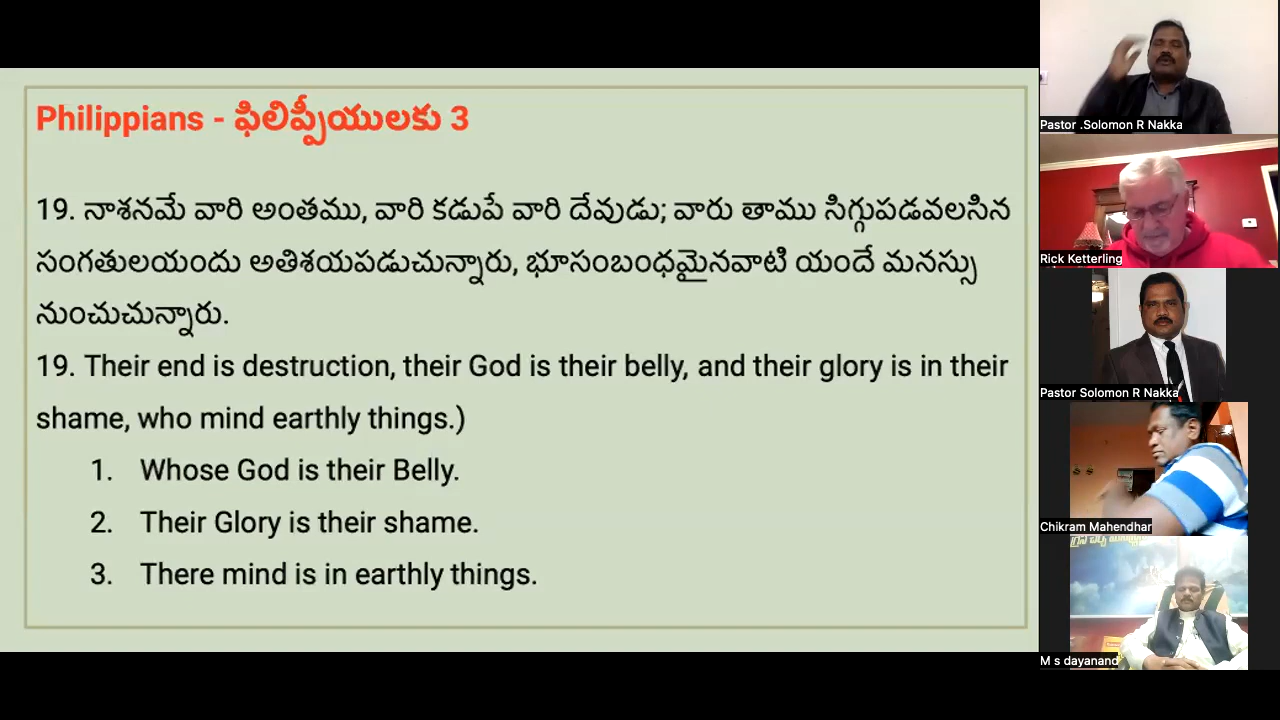 Philippians - ఫిలిప్పీయులకు 3
19. నాశనమే వారి అంతము, వారి కడుపే వారి దేవుడు; వారు తాము సిగ్గుపడవలసిన
సంగతులయందు అతిశయపడుచున్నారు, భూసంబంధమైనవాటి యందే మనస్సు
నుంచుచున్నారు.
19. Their end is destruction, their God is their belly, and their glory is in their
shame, who mind earthly things.)
1. Whose God is their Belly.
2. Their Glory is their shame.
3. There mind is in earthly things.
Pastor .Solomon R Nakka
Rick Ketterling
Pastor Solomon R Nakka
Chikram Mahendhar
M s dayanand